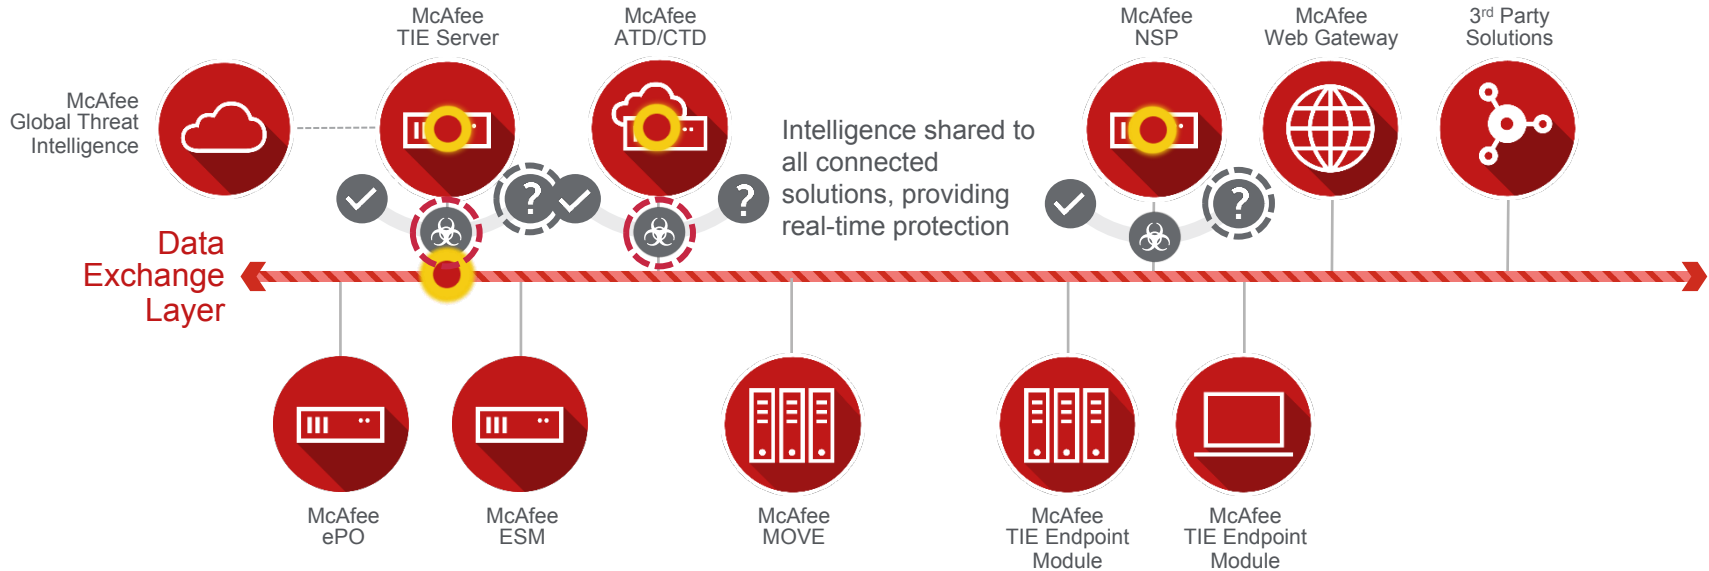 McAfee
TIE Server
McAfee
ATD/CTD
McAfee
NSP
McAfee
Web Gateway
3rd Party
Solutions
McAfee
Global Threat
Intelligence
Intelligence shared to
all connected
solutions, providing
real-time protection
?
?
?
Data
Exchange
Layer
McAfee
ePO
McAfee
ESM
McAfee
MOVE
McAfee
TIE Endpoint
Module
McAfee
TIE Endpoint
Module